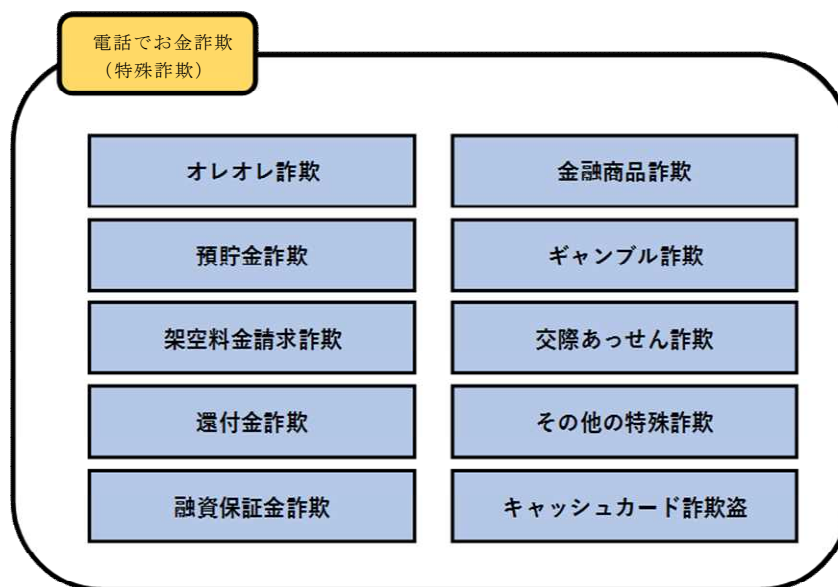 電話でお金詐欺
（特殊詐欺）
オレオレ詐欺
預貯金詐欺
架空料金請求詐欺
還付金詐欺
融資保証金詐欺
金融商品詐欺
ギャンブル詐欺
交際あっせん詐欺
その他の特殊詐欺
キャッシュカード詐欺盗